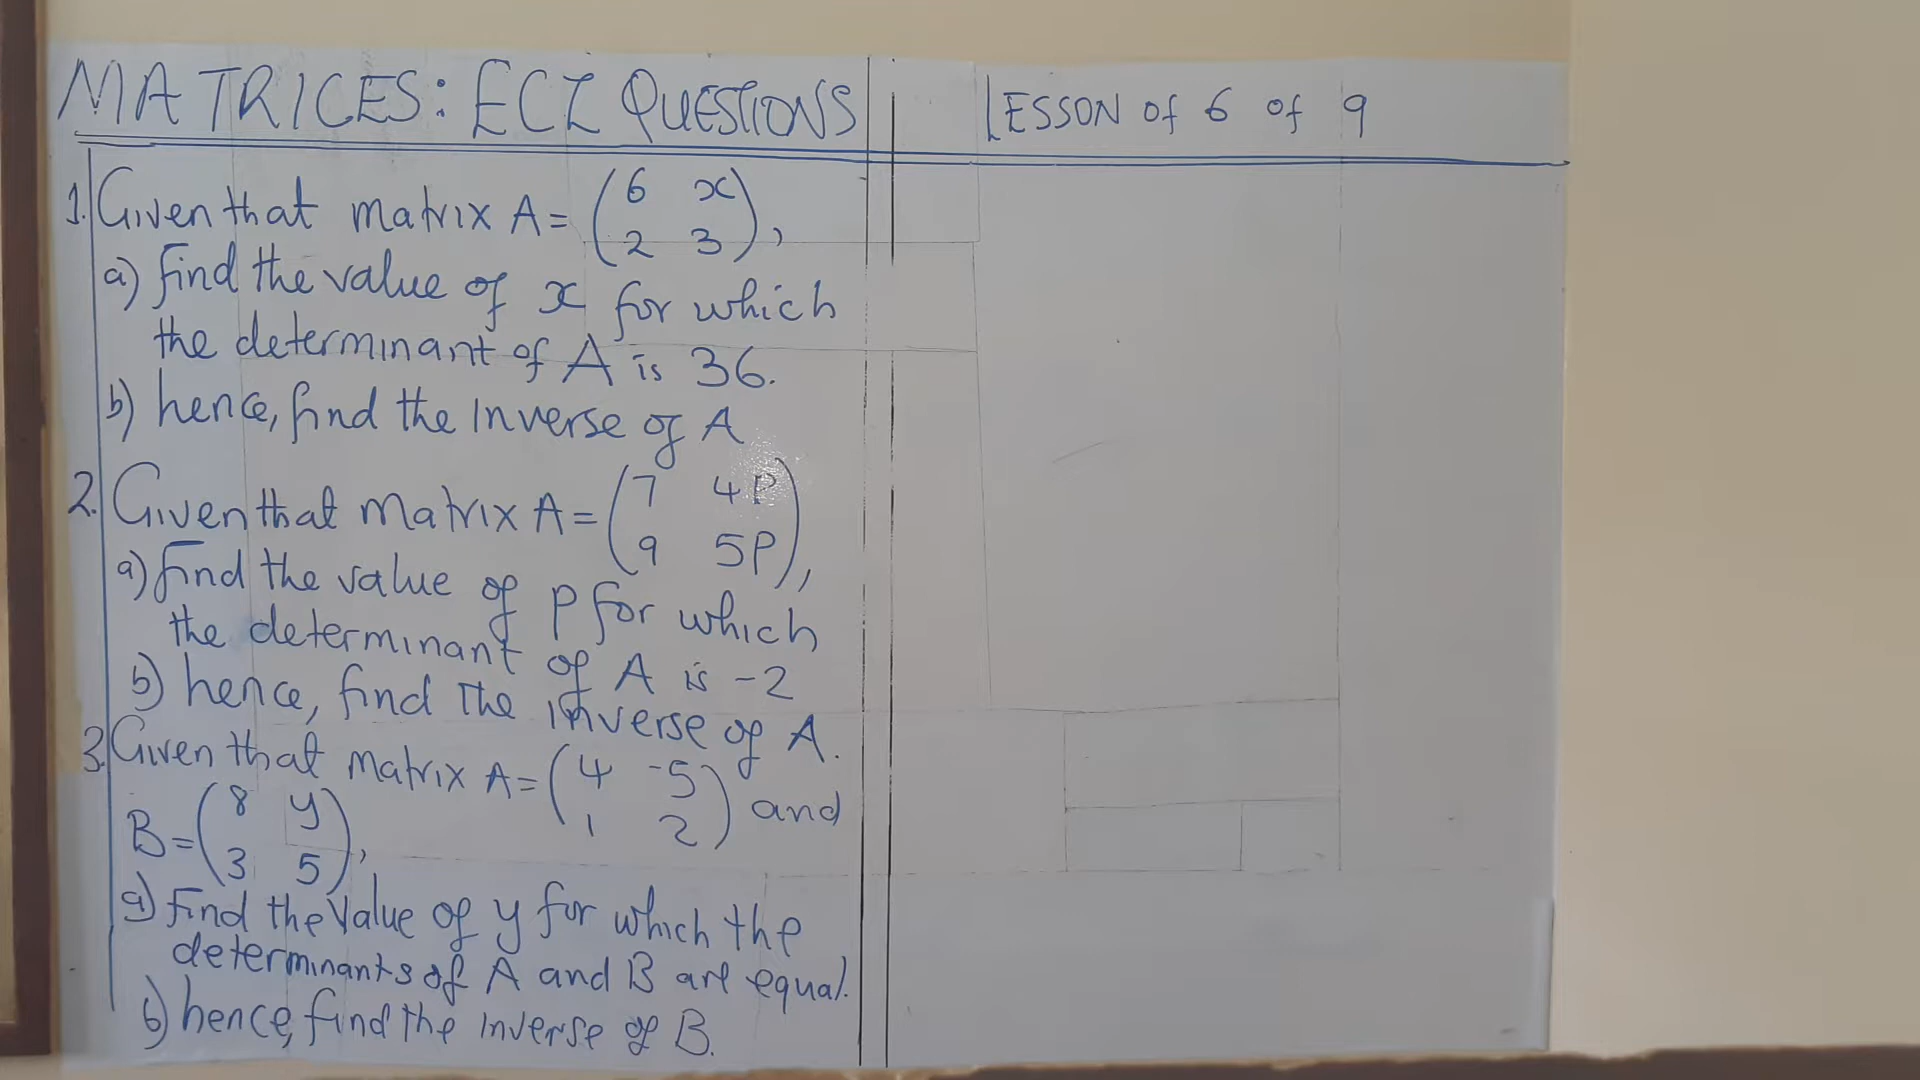 MATRICES: ECZ QUESTIONS
LESSON of 6 of 9
1. Given that matrix A = (6 x
2 3),
a) find the value of x for which
the determinant of A is 36.
b) hence, find the inverse of A
2. Given that matrix A = (7 4P
9 5P),
a) find the value of p for which
the determinant of A is -2
b) hence, find the inverse of A.
3. Given that matrix A = (4 -5
1 2) and
B = (8 y
3 5),
a) Find the value of y for which the
determinants of A and B are equal.
b) hence, find the inverse of B.